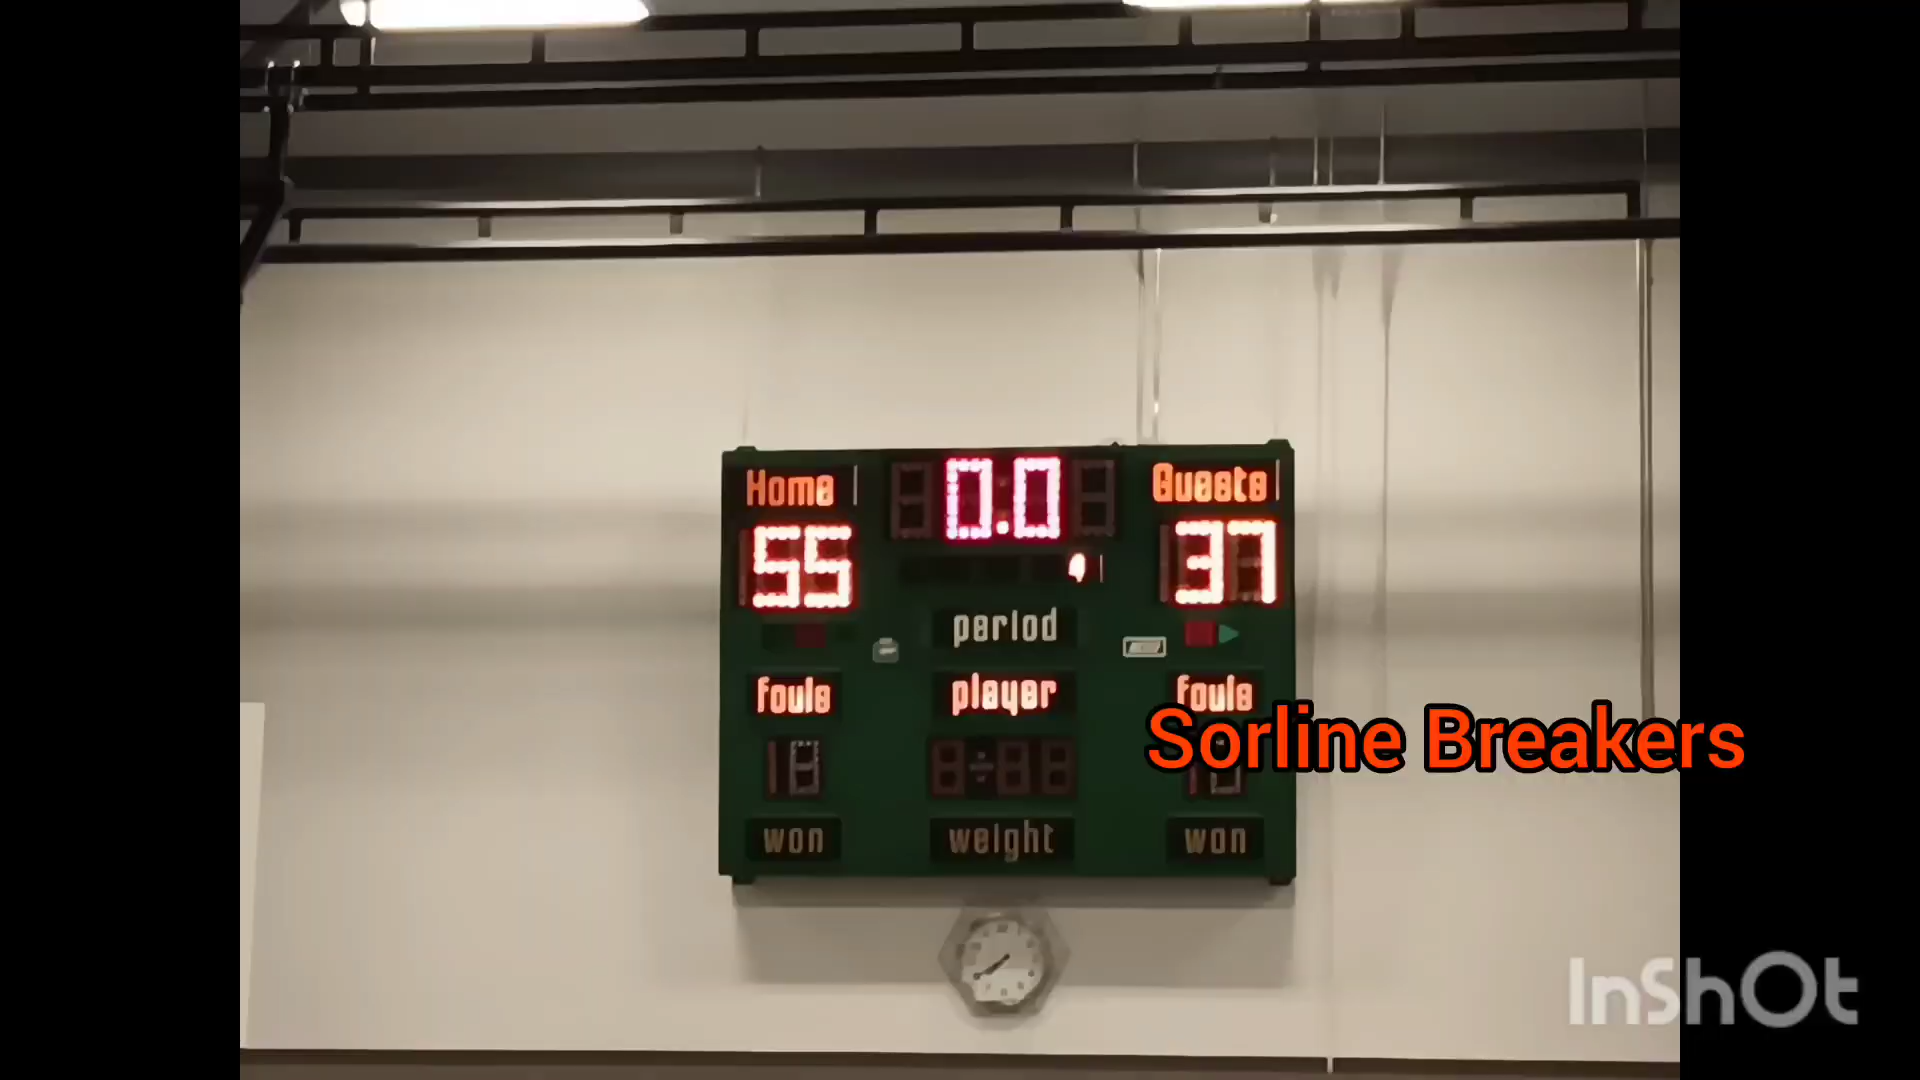 Home 0.0 Guests
55 37
period
fouls player fouls
Sorline Breakers
won weight won
InShOt